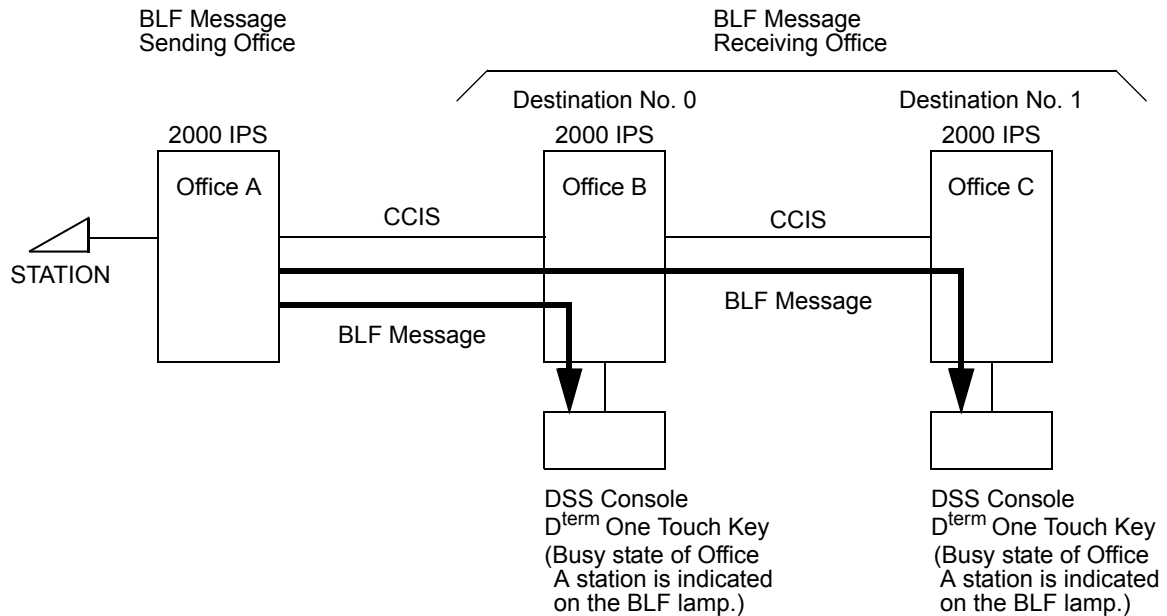 BLF Message
Sending Office
BLF Message
Receiving Office
Destination No. 0
Destination No. 1
2000 IPS
2000 IPS
2000 IPS
Office A
Office B
Office C
CCIS
CCIS
STATION
BLF Message
BLF Message
DSS Console
Dterm One Touch Key
(Busy state of Office
A station is indicated
on the BLF lamp.)
DSS Console
Dterm One Touch Key
(Busy state of Office
A station is indicated
on the BLF lamp.)